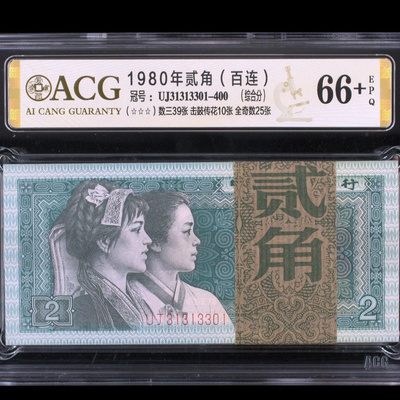 ACG
AI CANG GUARANTY
1980年贰角（百连）
冠号：UJ31313301-400 (综合分)
(☆☆☆) 数三39张 击鼓传花10张 全奇数25张
66+
EPQ
行
贰角
2
UJ31313301
2
ACG